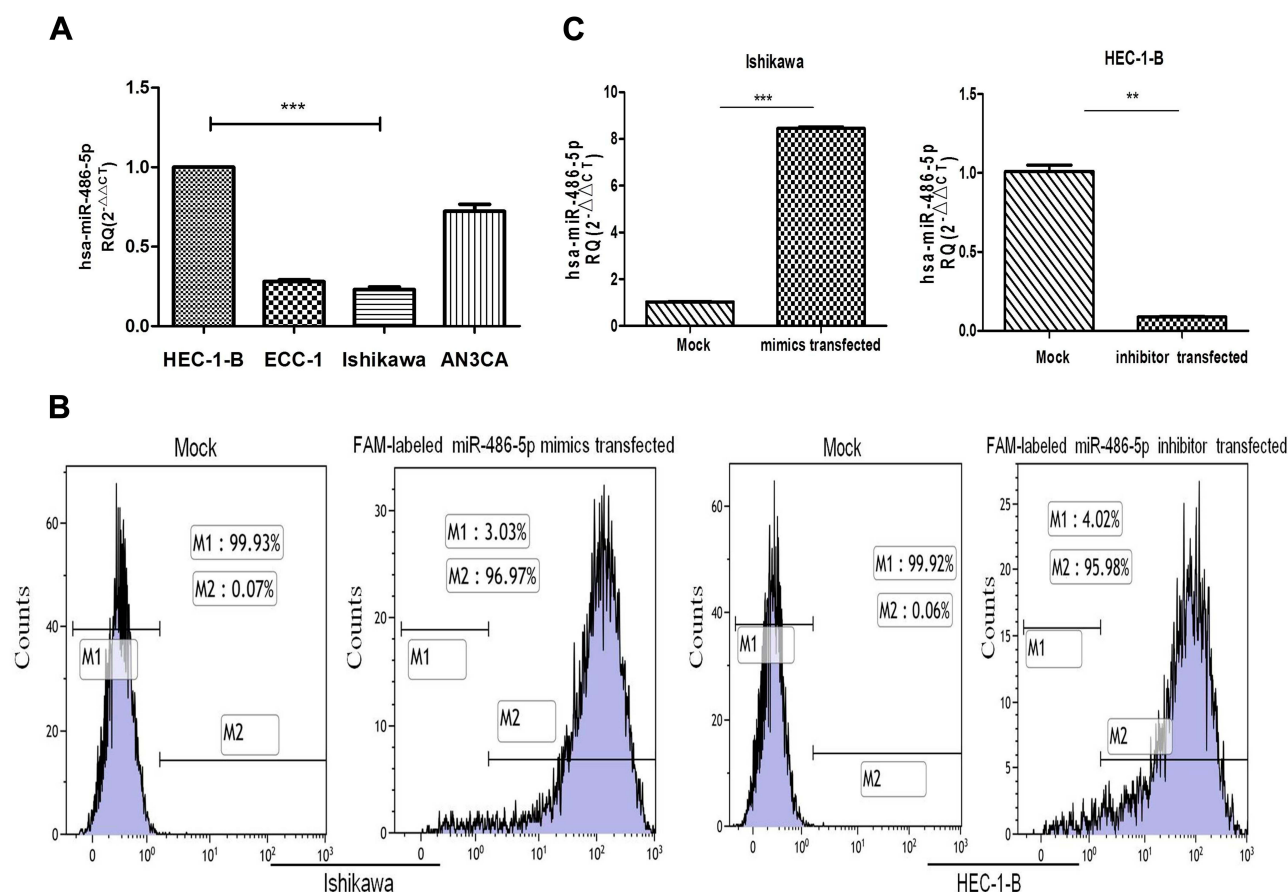 A
1.5
1.0
0.5
0.0
hsa-miR-486-5p
RQ(2-△△CT)
***
HEC-1-B ECC-1 Ishikawa AN3CA
C
Ishikawa
10
8
6
4
2
0
hsa-miR-486-5p
RQ(2-△△CT)
***
Mock mimics transfected
HEC-1-B
1.5
1.0
0.5
0.0
hsa-miR-486-5p
RQ(2-△△CT)
**
Mock inhibitor transfected
B
Mock
60
40
20
0
Counts
M1 : 99.93%
M2 : 0.07%
M1
M2
0 100 101 102 103
FAM-labeled miR-486-5p mimics transfected
30
20
10
0
Counts
M1 : 3.03%
M2 : 96.97%
M1
M2
0 100 101 102 103
Ishikawa
Mock
60
40
20
0
Counts
M1 : 99.92%
M2 : 0.06%
M1
M2
0 100 101 102 103
FAM-labeled miR-486-5p inhibitor transfected
25
20
15
10
5
0
Counts
M1 : 4.02%
M2 : 95.98%
M1
M2
0 100 101 102 103
HEC-1-B